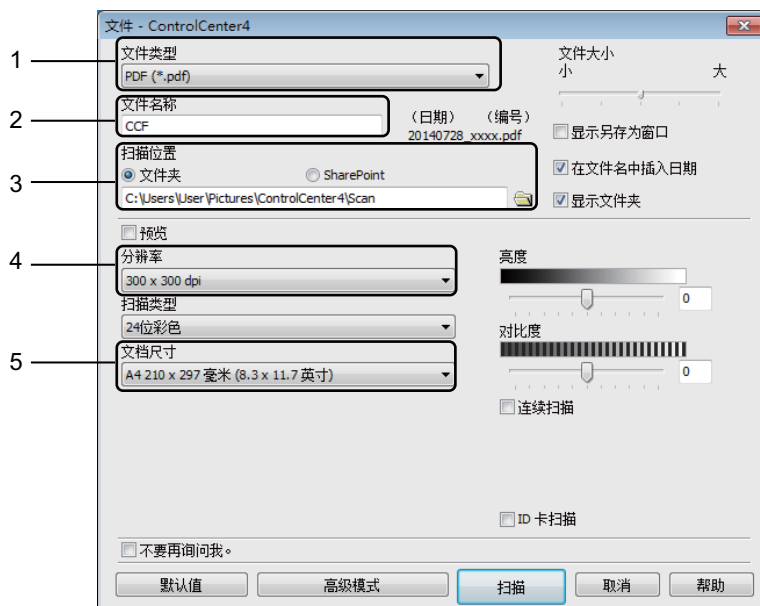 文件 - ControlCenter4
1
文件类型
PDF (*.pdf)
文件大小
小 大
2
文件名称
CCF
(日期) (编号)
20140728_xxxx.pdf
显示另存为窗口
3
扫描位置
文件夹 SharePoint
C:\Users\User\Pictures\ControlCenter4\Scan
在文件名中插入日期
显示文件夹
预览
4
分辨率
300 x 300 dpi
扫描类型
24位彩色
5
文档尺寸
A4 210 x 297 毫米 (8.3 x 11.7 英寸)
亮度
0
对比度
0
连续扫描
ID 卡扫描
不要再询问我。
默认值 高级模式 扫描 取消 帮助